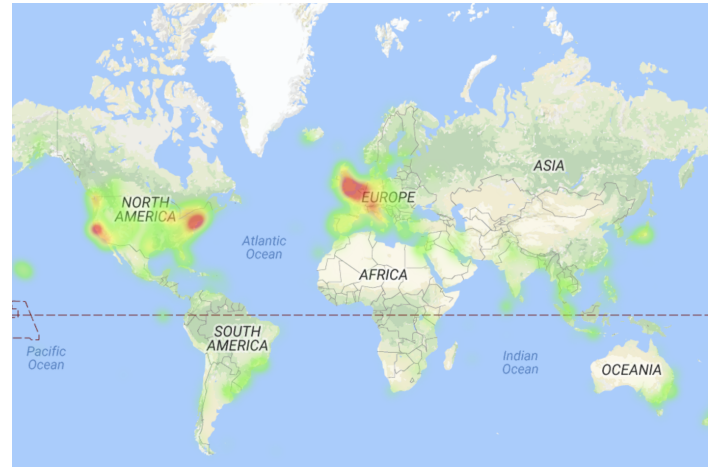 ASIA
NORTH
AMERICA
EUROPE
Atlantic
Ocean
AFRICA
SOUTH
AMERICA
Pacific
Ocean
Indian
Ocean
OCEANIA